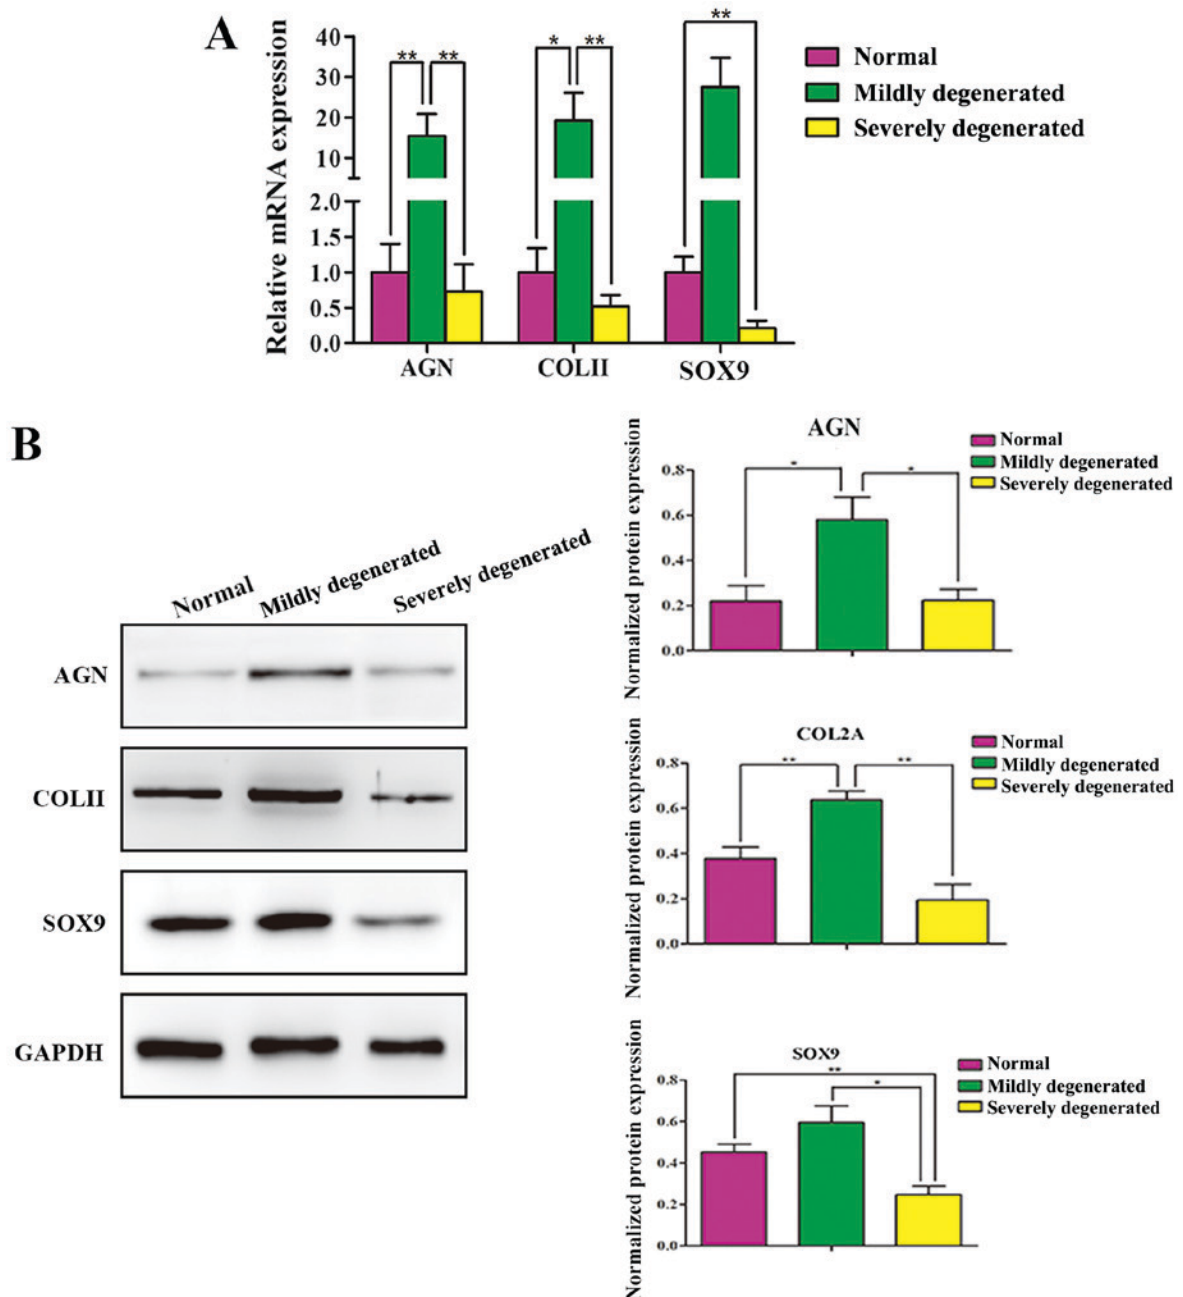 A
Relative mRNA expression
40
30
20
10
2.0
1.5
1.0
0.5
0.0
** **
* **
**
AGN
COLII
SOX9
Normal
Mildly degenerated
Severely degenerated
B
Normal
Mildly degenerated
Severely degenerated
AGN
COLII
SOX9
GAPDH
AGN
Normalized protein expression
0.8
0.6
0.4
0.2
0.0
* *
Normal
Mildly degenerated
Severely degenerated
COL2A
Normalized protein expression
0.8
0.6
0.4
0.2
0.0
** **
Normal
Mildly degenerated
Severely degenerated
SOX9
Normalized protein expression
0.8
0.6
0.4
0.2
0.0
**
*
Normal
Mildly degenerated
Severely degenerated